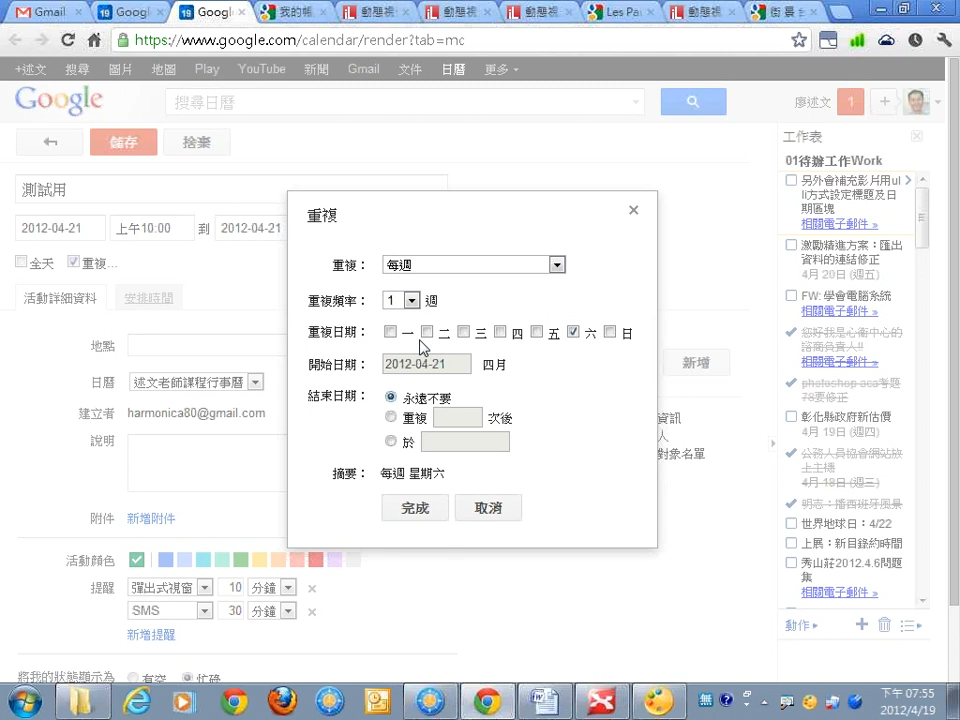 Gmail
Google
Google
我的帳
動態視
動態視
動態視
Les Pa
動態視
街 景
https://www.google.com/calendar/render?tab=mc
+述文 搜尋 圖片 地圖 Play YouTube 新聞 Gmail 文件 日曆 更多
Google
搜尋日曆
廖述文 1 +
儲存 捨棄
測試用
2012-04-21 上午10:00 到 2012-04-21
全天 重複...
活動詳細資料 安排時間
地點
日曆 述文老師課程行事曆
建立者 harmonica80@gmail.com
說明
附件 新增附件
活動顏色
提醒 彈出式視窗 10 分鐘
SMS 30 分鐘
新增提醒
將我的狀態顯示為 有空 忙碌
重複
重複： 每週
重複頻率： 1 週
重複日期： 一 二 三 四 五 六 日
開始日期： 2012-04-21 四月
結束日期： 永遠不要
重複 次後
於
摘要： 每週 星期六
完成 取消
新增
資訊
人
對象名單
工作表
01待辦工作Work
另外會補充影片用ul
li方式設定標題及日
期區塊
相關電子郵件 »
激勵精進方案：匯出
資料的連結修正
4月 20日 (週五)
FW: 學會電腦系統
相關電子郵件 »
您好我是心衛中心的
諮商負責人!!
相關電子郵件 »
photoshop aca考題
78要修正
彰化縣政府新估價
4月 19日 (週四)
公務人員協會網站放
上主機
4月 18日 (週三)
明志：播西班牙風景
世界地球日：4/22
上展：新目錄約時間
秀山莊2012.4.6問題
集
相關電子郵件 »
動作
下午 07:55
2012/4/19